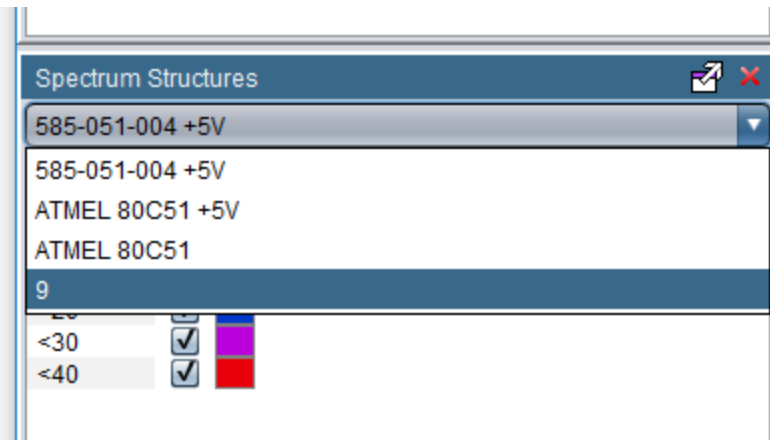 Spectrum Structures
585-051-004 +5V
585-051-004 +5V
ATMEL 80C51 +5V
ATMEL 80C51
9
<30
<40